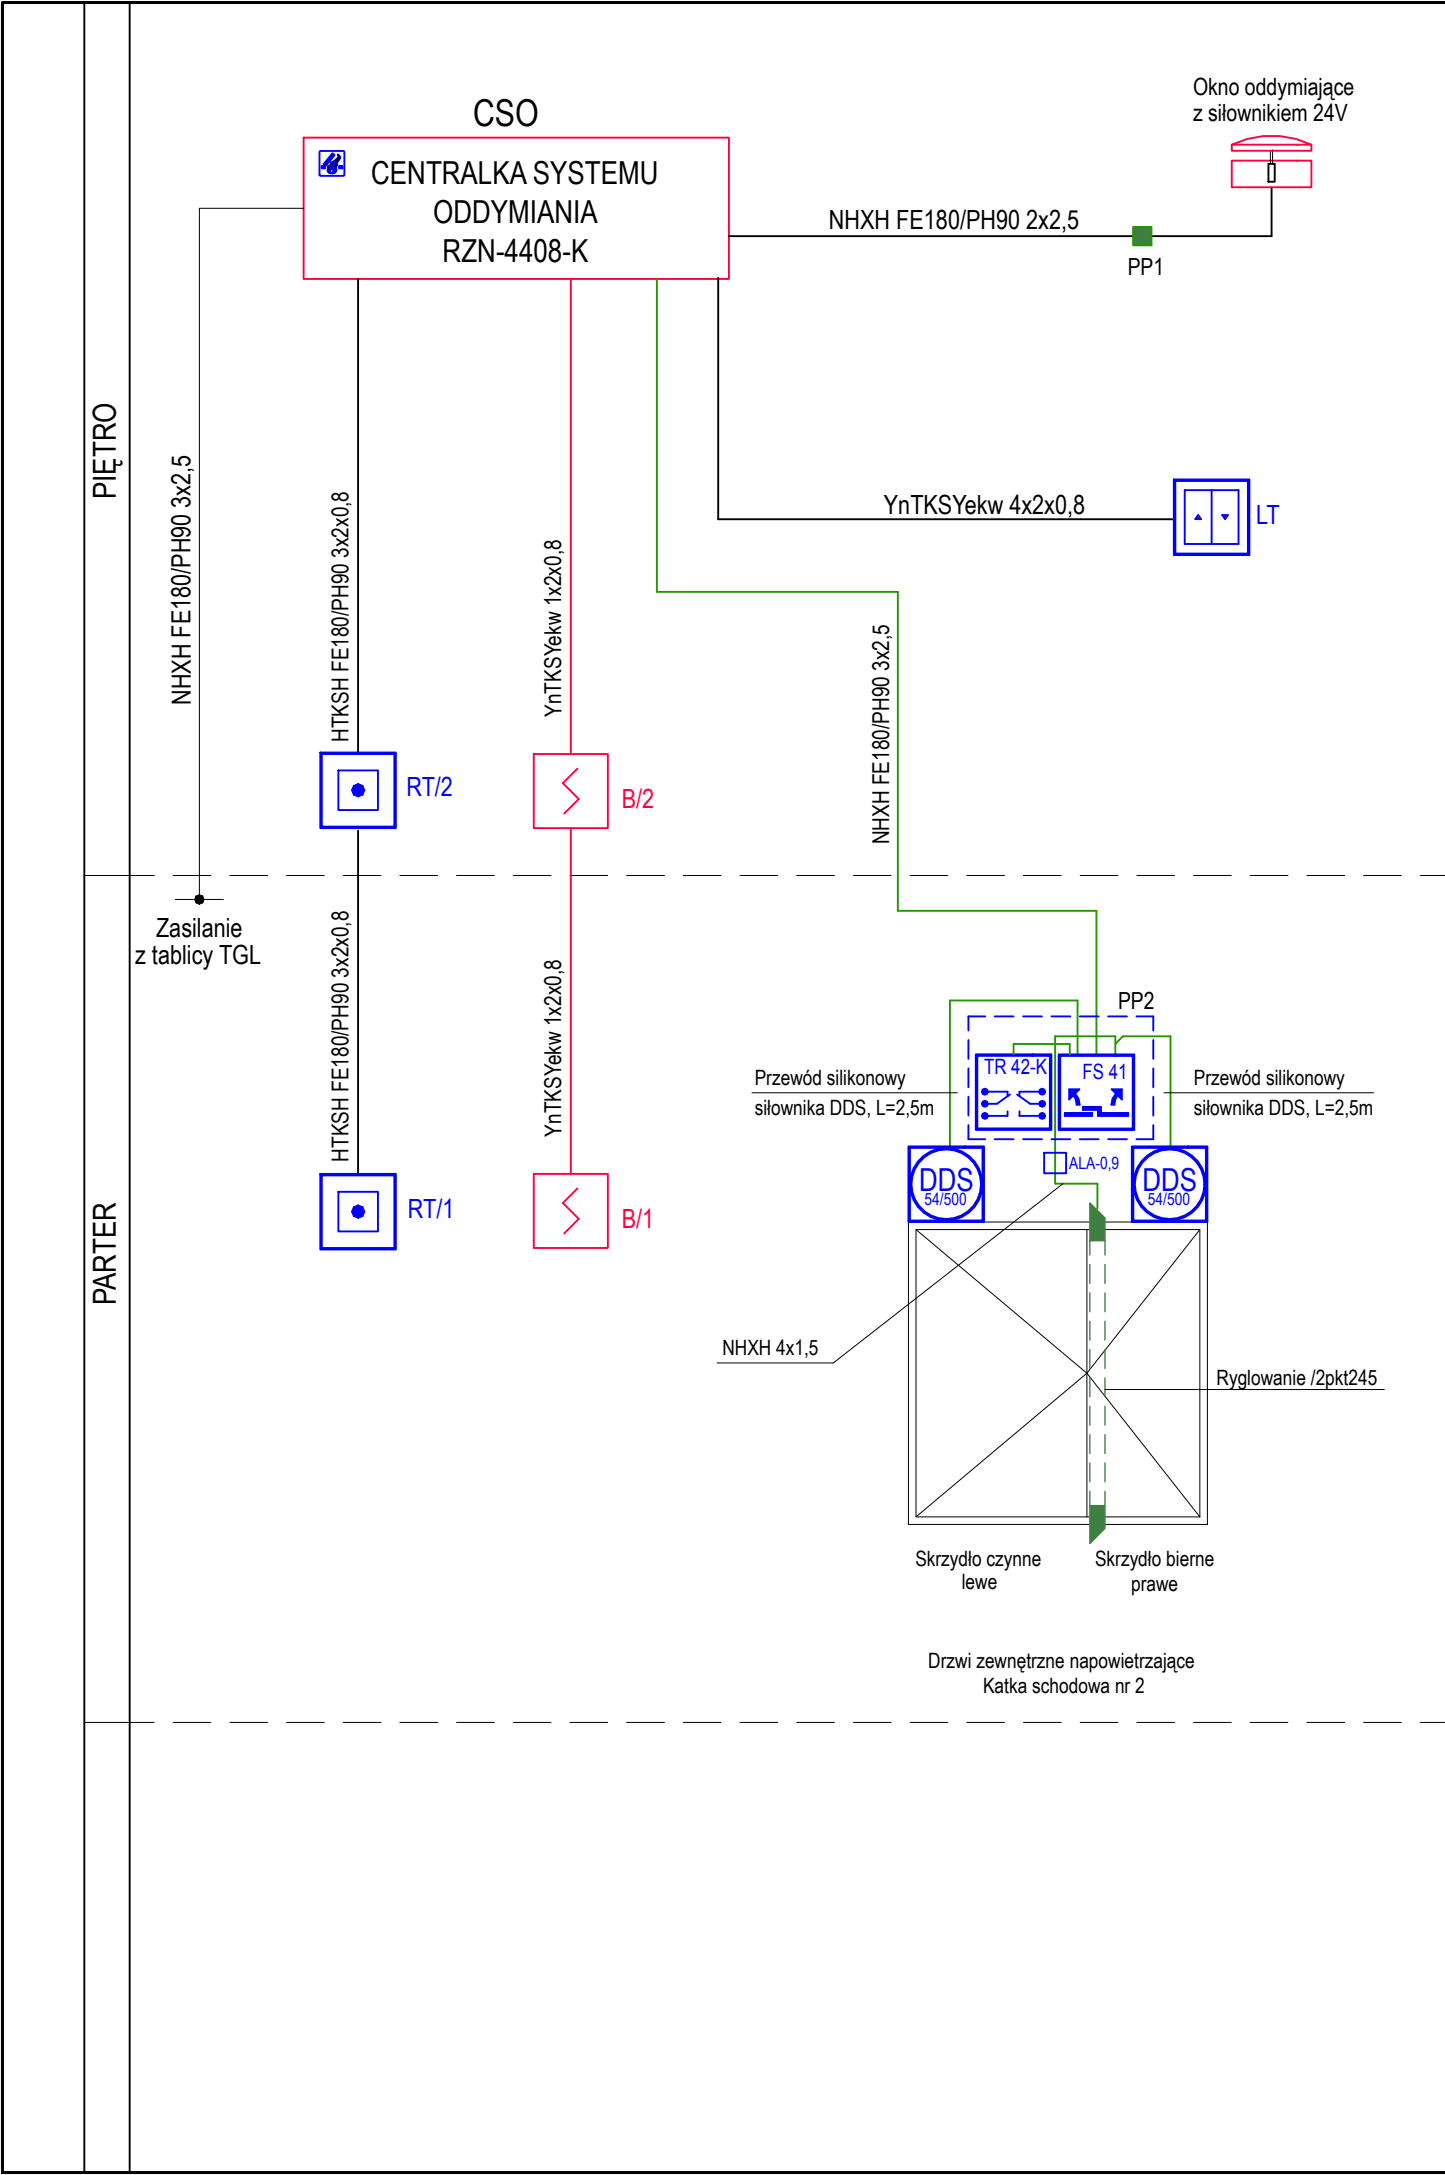 CSO
CENTRALKA SYSTEMU
ODDYMIANIA
RZN-4408-K
Okno oddymiające
z siłownikiem 24V
NHXH FE180/PH90 2x2,5
PP1
PIĘTRO
NHXH FE180/PH90 3x2,5
HTKSH FE180/PH90 3x2x0,8
YnTKSYekw 1x2x0,8
YnTKSYekw 4x2x0,8
LT
NHXH FE180/PH90 3x2,5
RT/2
B/2
Zasilanie
z tablicy TGL
PARTER
HTKSH FE180/PH90 3x2x0,8
YnTKSYekw 1x2x0,8
RT/1
B/1
PP2
TR 42-K
FS 41
Przewód silikonowy
siłownika DDS, L=2,5m
Przewód silikonowy
siłownika DDS, L=2,5m
ALA-0,9
DDS
54/500
DDS
54/500
NHXH 4x1,5
Ryglowanie /2pkt245
Skrzydło czynne
lewe
Skrzydło bierne
prawe
Drzwi zewnętrzne napowietrzające
Katka schodowa nr 2